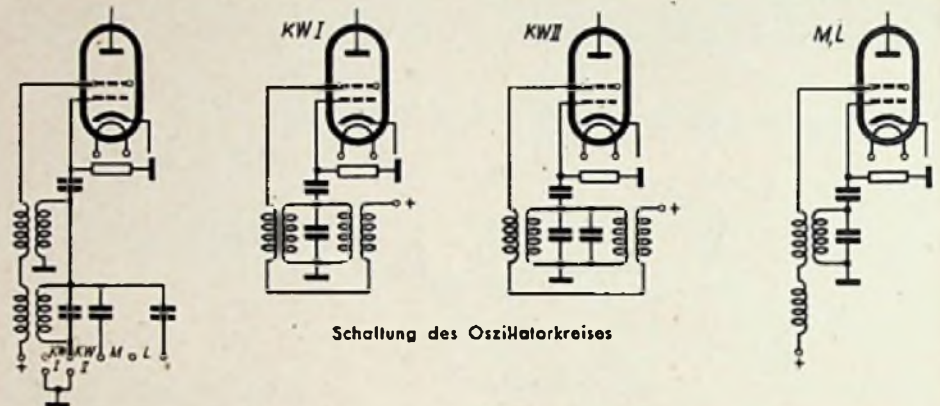 KW I
KW II
M, L
Schaltung des Oszillatorkreises
+
+
+
KW KW M L
I II
+